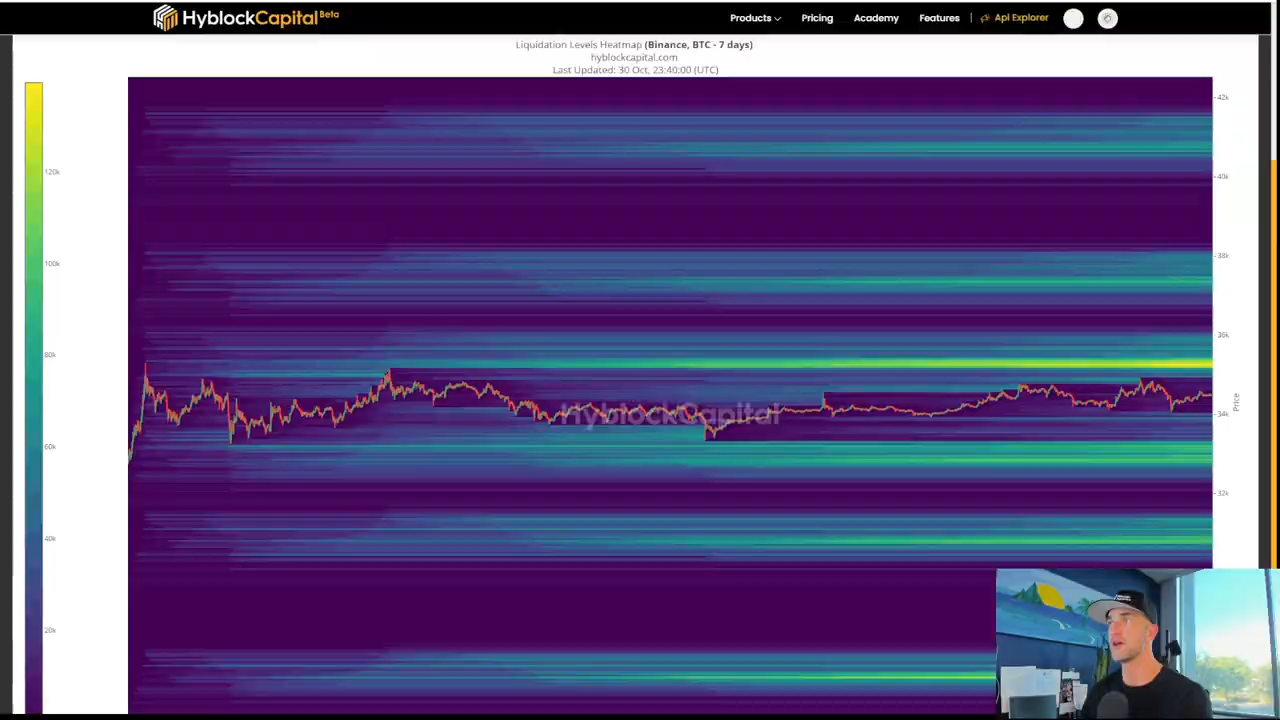 HyblockCapital Beta
Products Pricing Academy Features Api Explorer
Liquidation Levels Heatmap (Binance, BTC - 7 days)
hyblockcapital.com
Last Updated: 30 Oct, 23:40:00 (UTC)
120k
100k
80k
60k
40k
20k
42k
40k
38k
36k
34k
32k
Price
HyblockCapital